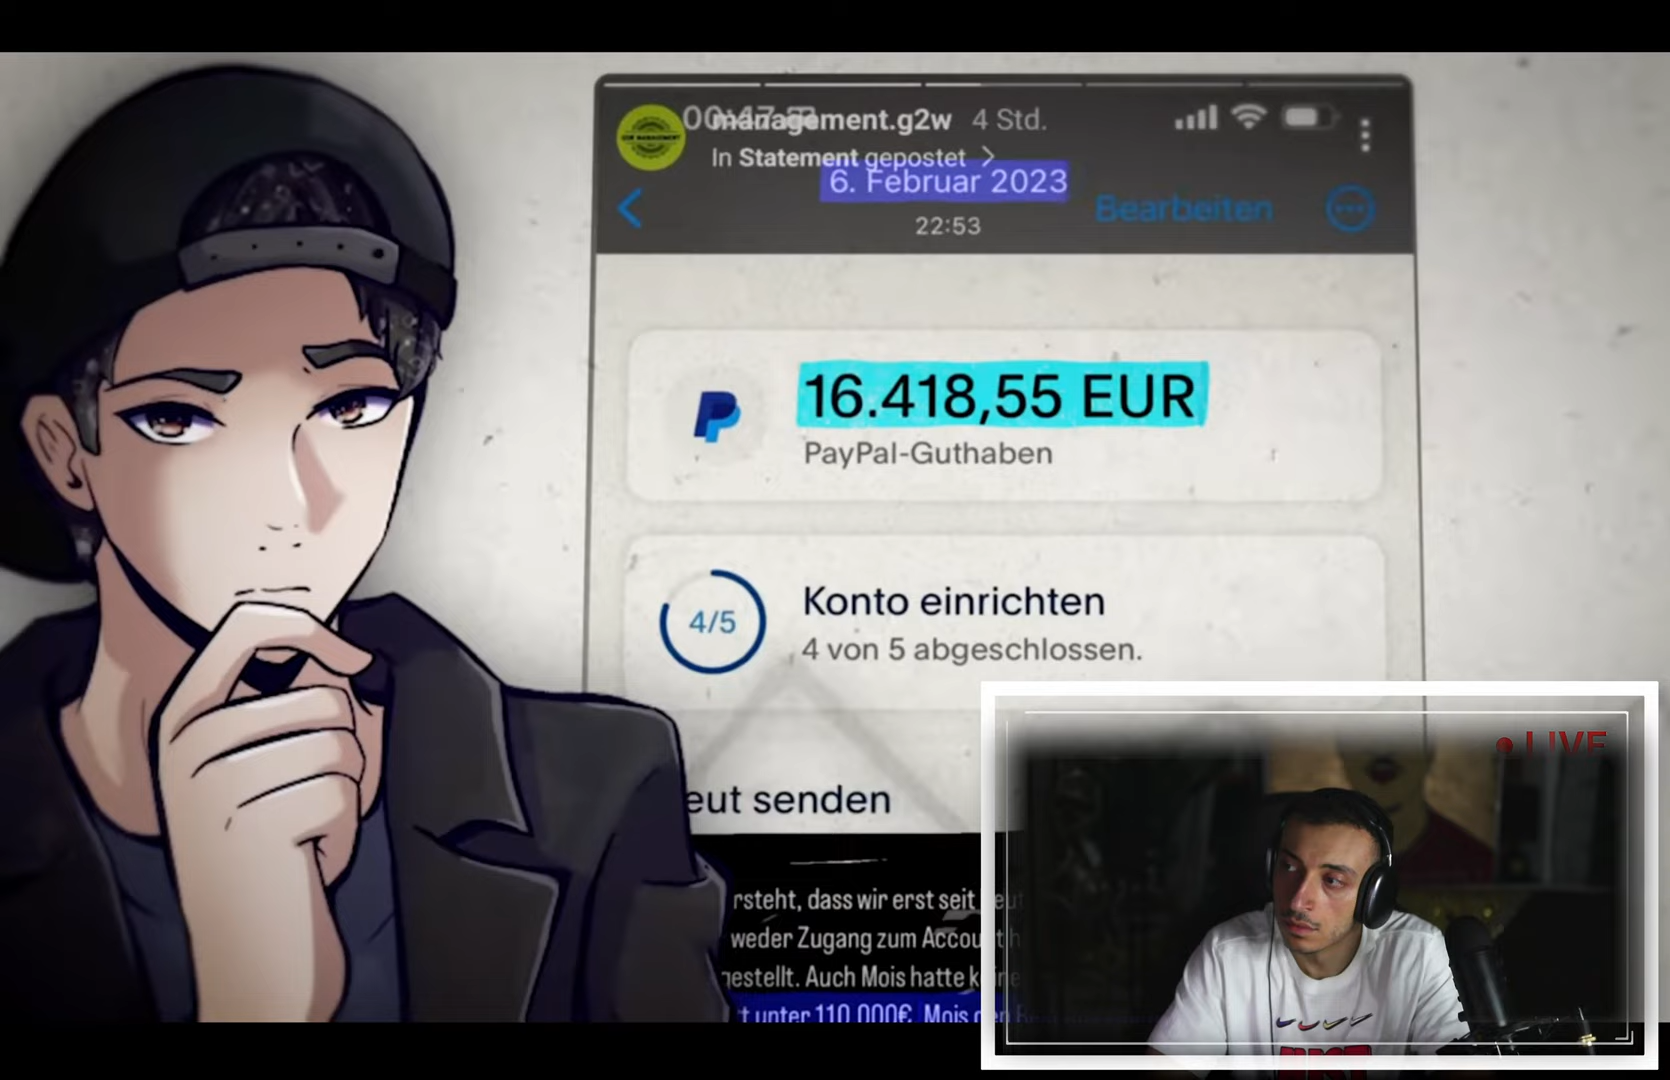 management.g2w 4 Std.
In Statement gepostet >
6. Februar 2023
22:53
Bearbeiten
16.418,55 EUR
PayPal-Guthaben
4/5
Konto einrichten
4 von 5 abgeschlossen.
eut senden
rsteht, dass wir erst seit
weder Zugang zum Accou
gestellt. Auch Mois hatte
t unter 110.000€. Mois
LIVE